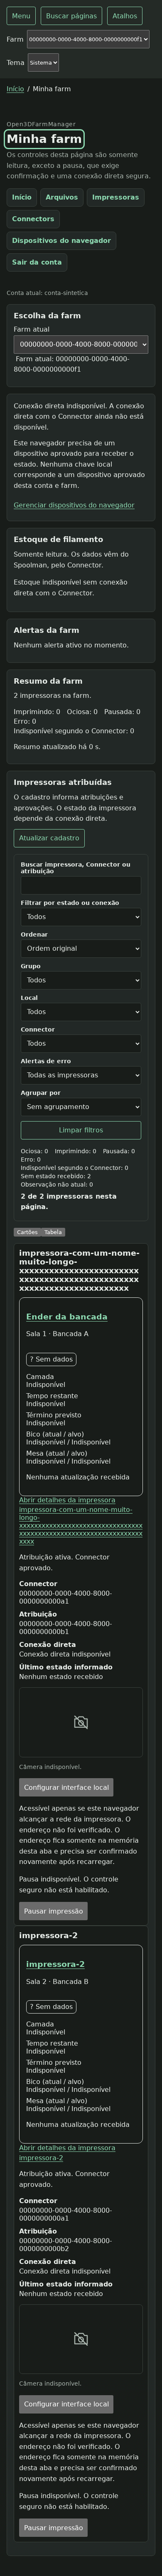 Menu Buscar páginas Atalhos
Farm 00000000-0000-4000-8000-0000000000f1
Tema Sistema
Início / Minha farm
Open3DFarmManager
Minha farm
Os controles desta página são somente
leitura, exceto a pausa, que exige
confirmação e uma conexão direta segura.
Início Arquivos Impressoras
Connectors
Dispositivos do navegador
Sair da conta
Conta atual: conta-sintetica
Escolha da farm
Farm atual
00000000-0000-4000-8000-000000
Farm atual: 00000000-0000-4000-
8000-0000000000f1
Conexão direta indisponível. A conexão
direta com o Connector ainda não está
disponível.
Este navegador precisa de um
dispositivo aprovado para receber o
estado. Nenhuma chave local
corresponde a um dispositivo aprovado
desta conta e farm.
Gerenciar dispositivos do navegador
Estoque de filamento
Somente leitura. Os dados vêm do
Spoolman, pelo Connector.
Estoque indisponível sem conexão
direta com o Connector.
Alertas da farm
Nenhum alerta ativo no momento.
Resumo da farm
2 impressoras na farm.
Imprimindo: 0 Ociosa: 0 Pausada: 0
Erro: 0
Indisponível segundo o Connector: 0
Resumo atualizado há 0 s.
Impressoras atribuídas
O cadastro informa atribuições e
aprovações. O estado da impressora
depende da conexão direta.
Atualizar cadastro
Buscar impressora, Connector ou
atribuição
Filtrar por estado ou conexão
Todos
Ordenar
Ordem original
Grupo
Todos
Local
Todos
Connector
Todos
Alertas de erro
Todas as impressoras
Agrupar por
Sem agrupamento
Limpar filtros
Ociosa: 0 Imprimindo: 0 Pausada: 0
Erro: 0
Indisponível segundo o Connector: 0
Sem estado recebido: 2
Observação não atual: 0
2 de 2 impressoras nesta
página.
Cartões Tabela
impressora-com-um-nome-
muito-longo-
xxxxxxxxxxxxxxxxxxxxxxxxx
xxxxxxxxxxxxxxxxxxxxxxxxx
xxxxxxxxxxxxxxxxxxxxxxx
Ender da bancada
Sala 1 · Bancada A
? Sem dados
Camada
Indisponível
Tempo restante
Indisponível
Término previsto
Indisponível
Bico (atual / alvo)
Indisponível / Indisponível
Mesa (atual / alvo)
Indisponível / Indisponível
Nenhuma atualização recebida
Abrir detalhes da impressora
impressora-com-um-nome-muito-
longo-
xxxxxxxxxxxxxxxxxxxxxxxxxxxxxxxxx
xxxxxxxxxxxxxxxxxxxxxxxxxxxxxxxxx
xxxx
Atribuição ativa. Connector
aprovado.
Connector
00000000-0000-4000-8000-
0000000000a1
Atribuição
00000000-0000-4000-8000-
0000000000b1
Conexão direta
Conexão direta indisponível
Último estado informado
Nenhum estado recebido
Câmera indisponível.
Configurar interface local
Acessível apenas se este navegador
alcançar a rede da impressora. O
endereço não foi verificado. O
endereço fica somente na memória
desta aba e precisa ser confirmado
novamente após recarregar.
Pausa indisponível. O controle
seguro não está habilitado.
Pausar impressão
impressora-2
impressora-2
Sala 2 · Bancada B
? Sem dados
Camada
Indisponível
Tempo restante
Indisponível
Término previsto
Indisponível
Bico (atual / alvo)
Indisponível / Indisponível
Mesa (atual / alvo)
Indisponível / Indisponível
Nenhuma atualização recebida
Abrir detalhes da impressora
impressora-2
Atribuição ativa. Connector
aprovado.
Connector
00000000-0000-4000-8000-
0000000000a1
Atribuição
00000000-0000-4000-8000-
0000000000b2
Conexão direta
Conexão direta indisponível
Último estado informado
Nenhum estado recebido
Câmera indisponível.
Configurar interface local
Acessível apenas se este navegador
alcançar a rede da impressora. O
endereço não foi verificado. O
endereço fica somente na memória
desta aba e precisa ser confirmado
novamente após recarregar.
Pausa indisponível. O controle
seguro não está habilitado.
Pausar impressão